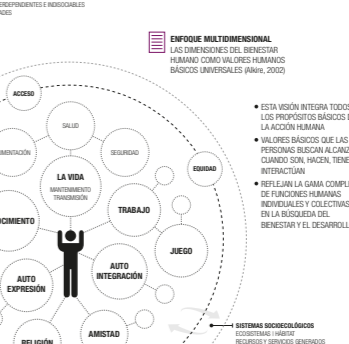 INTERDEPENDIENTES E INDISOCIABLES
ENFOQUE MULTIDIMENSIONAL
LAS DIMENSIONES DEL BIENESTAR
HUMANO COMO VALORES HUMANOS
BÁSICOS UNIVERSALES (Alkire, 2002)
ACCESO
SALUD
SEGURIDAD
LA VIDA
MANTENIMIENTO
TRANSMISIÓN
EQUIDAD
• ESTA VISIÓN INTEGRA TODOS
LOS PROPÓSITOS BÁSICOS D
LA ACCIÓN HUMANA
• VALORES BÁSICOS QUE LAS
PERSONAS BUSCAN ALCANZ
CUANDO SON, HACEN, TIENE
INTERACTÚAN
• REFLEJAN LA GAMA COMPL
DE FUNCIONES HUMANAS
INDIVIDUALES Y COLECTIVAS
EN LA BÚSQUEDA DEL
BIENESTAR Y EL DESARROLL
TRABAJO
JUEGO
AUTO
INTEGRACIÓN
AUTO
EXPRESIÓN
AMISTAD
RELIGIÓN
SISTEMAS SOCIOECOLÓGICOS
ECOSISTEMAS | HÁBITAT
RECURSOS Y SERVICIOS GENERADOS